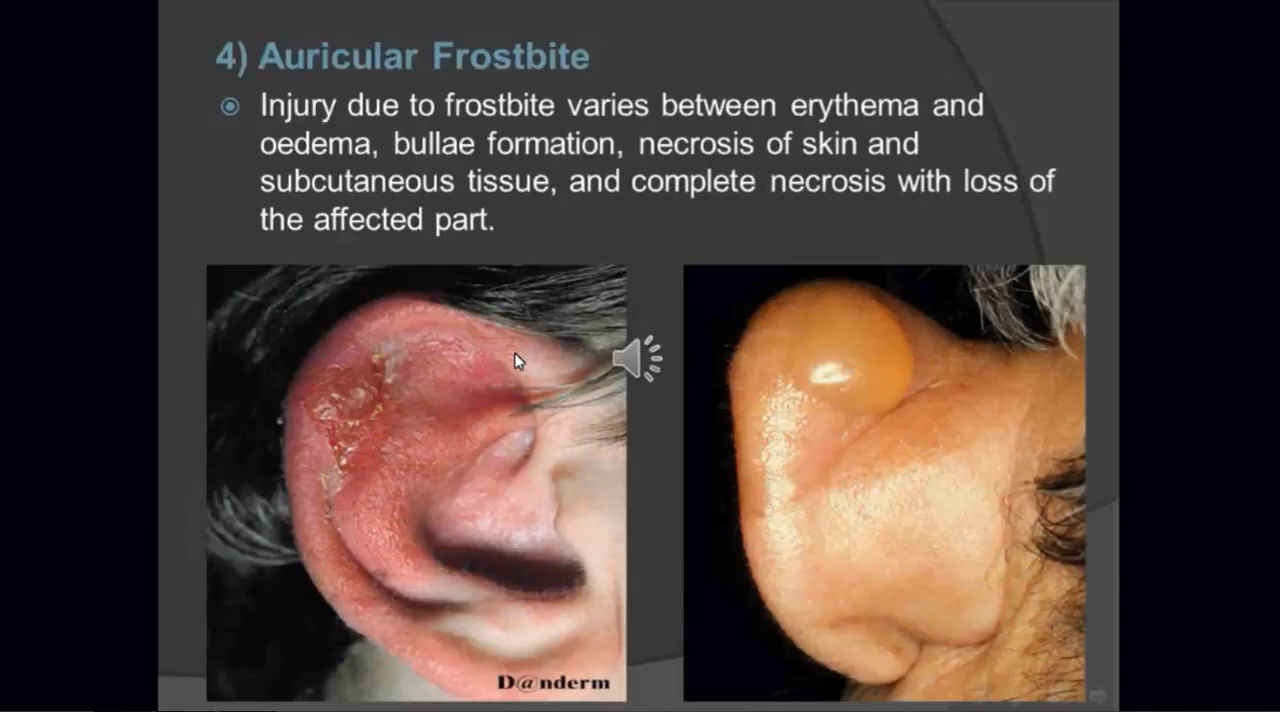 4) Auricular Frostbite
Injury due to frostbite varies between erythema and
oedema, bullae formation, necrosis of skin and
subcutaneous tissue, and complete necrosis with loss of
the affected part.
D@nderm